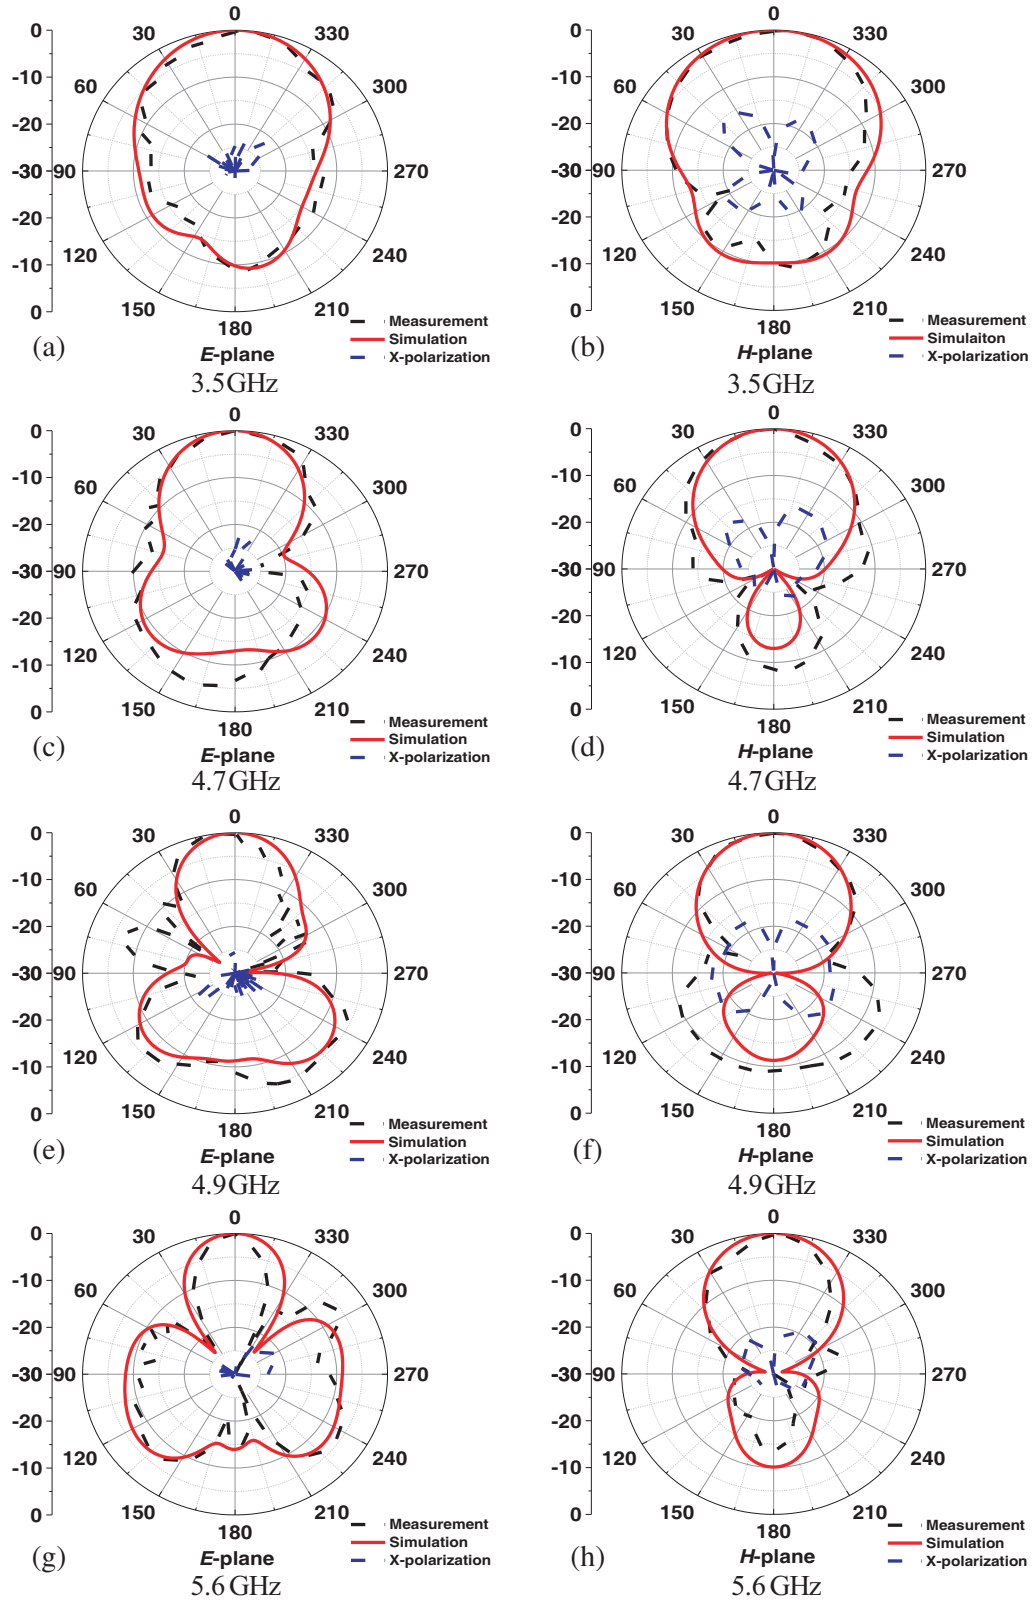 0 0
0 30 330 0 30 330
-10 60 300 -10 60 300
-20 -20
-30 90 270 -30 90 270
-20 -20
120 240 120 240
-10 -10
150 210 150 210
0 180 0 180
Measurement Measurement
(a) Simulation (b) Simulaiton
E-plane X-polarization H-plane X-polarization
3.5GHz 3.5GHz
0 0
0 30 330 0 30 330
-10 60 300 -10 60 300
-20 -20
-30 90 270 -30 90 270
-20 -20
120 240 120 240
-10 -10
150 210 150 210
0 180 0 180
Measurement Measurement
(c) Simulation (d) Simulation
E-plane X-polarization H-plane X-polarization
4.7GHz 4.7GHz
0 0
0 30 330 0 30 330
-10 60 300 -10 60 300
-20 -20
-30 90 270 -30 90 270
-20 -20
120 240 120 240
-10 -10
150 210 150 210
0 180 0 180
Measurement Measurement
(e) Simulation (f) Simulation
E-plane X-polarization H-plane X-polarization
4.9GHz 4.9GHz
0 0
0 30 330 0 30 330
-10 60 300 -10 60 300
-20 -20
-30 90 270 -30 90 270
-20 -20
120 240 120 240
-10 -10
150 210 150 210
0 180 0 180
Measurement Measurement
(g) Simulation (h) Simulation
E-plane X-polarization H-plane X-polarization
5.6GHz 5.6GHz